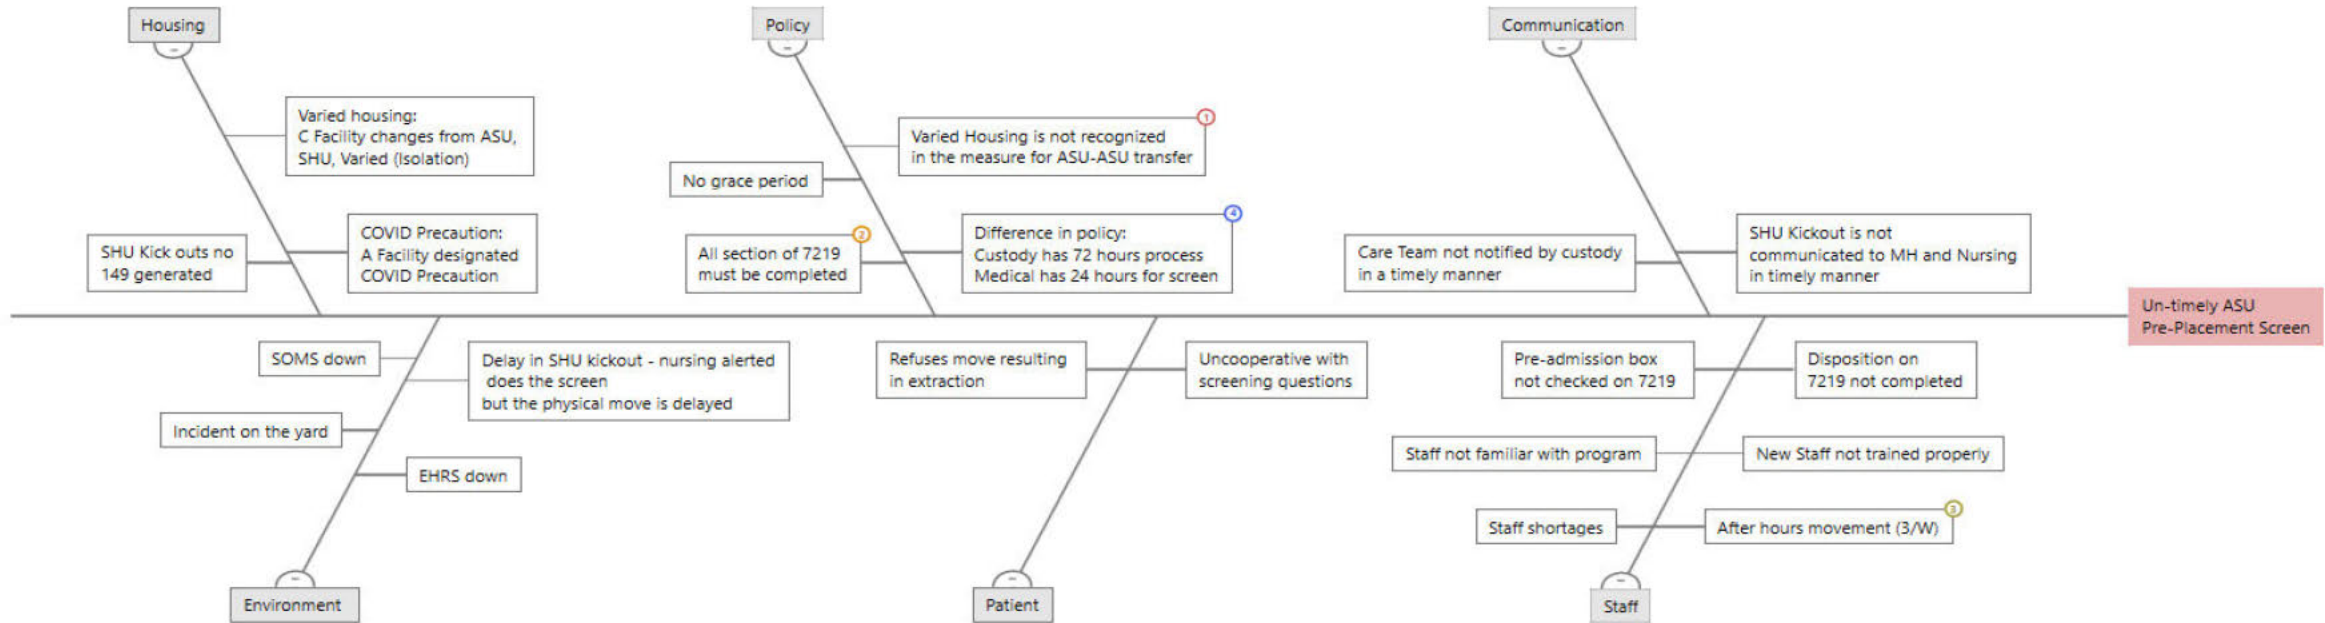 Housing
Policy
Communication
Varied housing:
C Facility changes from ASU,
SHU, Varied (Isolation)
1
Varied Housing is not recognized
in the measure for ASU-ASU transfer
No grace period
SHU Kick outs no
149 generated
COVID Precaution:
A Facility designated
COVID Precaution
2
All section of 7219
must be completed
4
Difference in policy:
Custody has 72 hours process
Medical has 24 hours for screen
Care Team not notified by custody
in a timely manner
SHU Kickout is not
communicated to MH and Nursing
in timely manner
Un-timely ASU
Pre-Placement Screen
SOMS down
Delay in SHU kickout - nursing alerted
does the screen
but the physical move is delayed
Incident on the yard
EHRS down
Refuses move resulting
in extraction
Uncooperative with
screening questions
Pre-admission box
not checked on 7219
Disposition on
7219 not completed
Staff not familiar with program
New Staff not trained properly
Staff shortages
3
After hours movement (3/W)
Environment
Patient
Staff